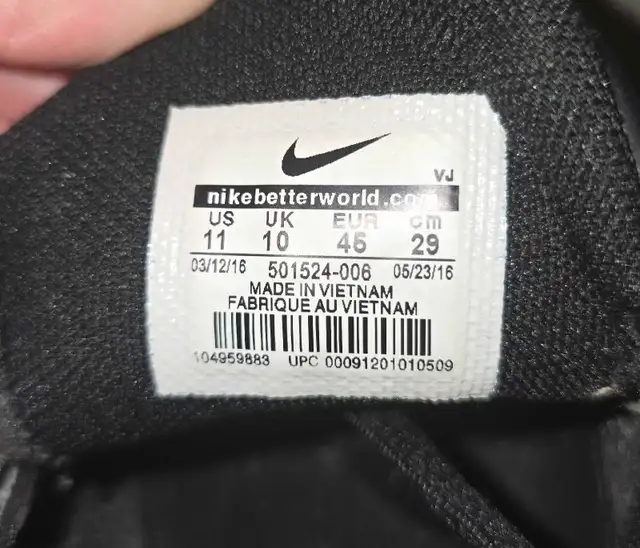 VJ
nikebetterworld.com
US UK EUR cm
11 10 45 29
03/12/16 501524-006 05/23/16
MADE IN VIETNAM
FABRIQUE AU VIETNAM
104959883 UPC 00091201010509